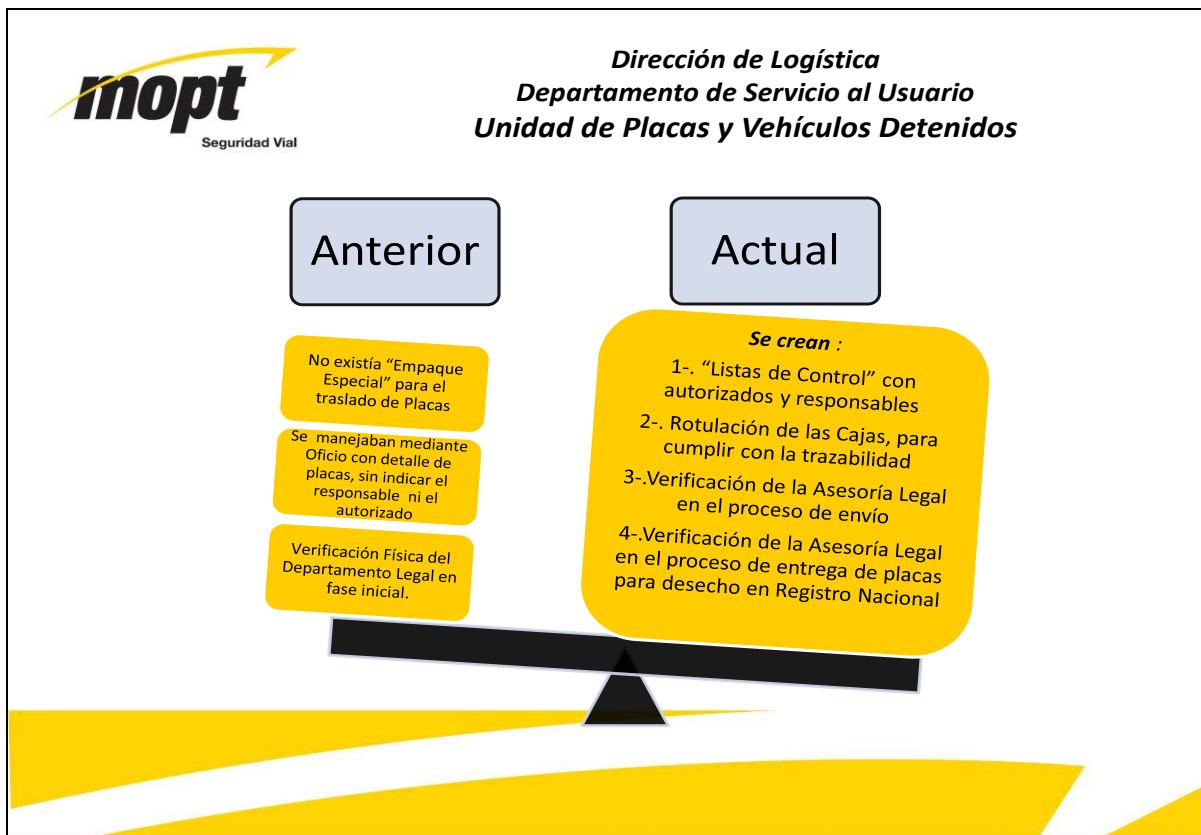 mopt
Seguridad Vial
Dirección de Logística
Departamento de Servicio al Usuario
Unidad de Placas y Vehículos Detenidos
Anterior
No existía “Empaque
Especial” para el
traslado de Placas
Se manejaban mediante
Oficio con detalle de
placas, sin indicar el
responsable ni el
autorizado
Verificación Física del
Departamento Legal en
fase inicial.
Actual
Se crean :
1-. “Listas de Control” con
autorizados y responsables
2-. Rotulación de las Cajas, para
cumplir con la trazabilidad
3-.Verificación de la Asesoría Legal
en el proceso de envío
4-.Verificación de la Asesoría Legal
en el proceso de entrega de placas
para desecho en Registro Nacional